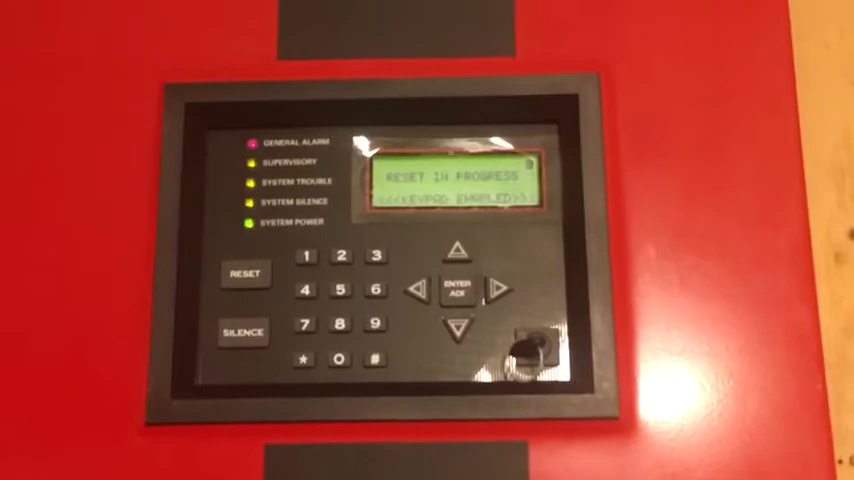 GENERAL ALARM
SUPERVISORY
SYSTEM TROUBLE
SYSTEM SILENCE
SYSTEM POWER
RESET IN PROGRESS
<<<KEYPAD ENABLED>>
RESET
SILENCE
1 2 3
4 5 6
7 8 9
* 0 #
ENTER
ACK